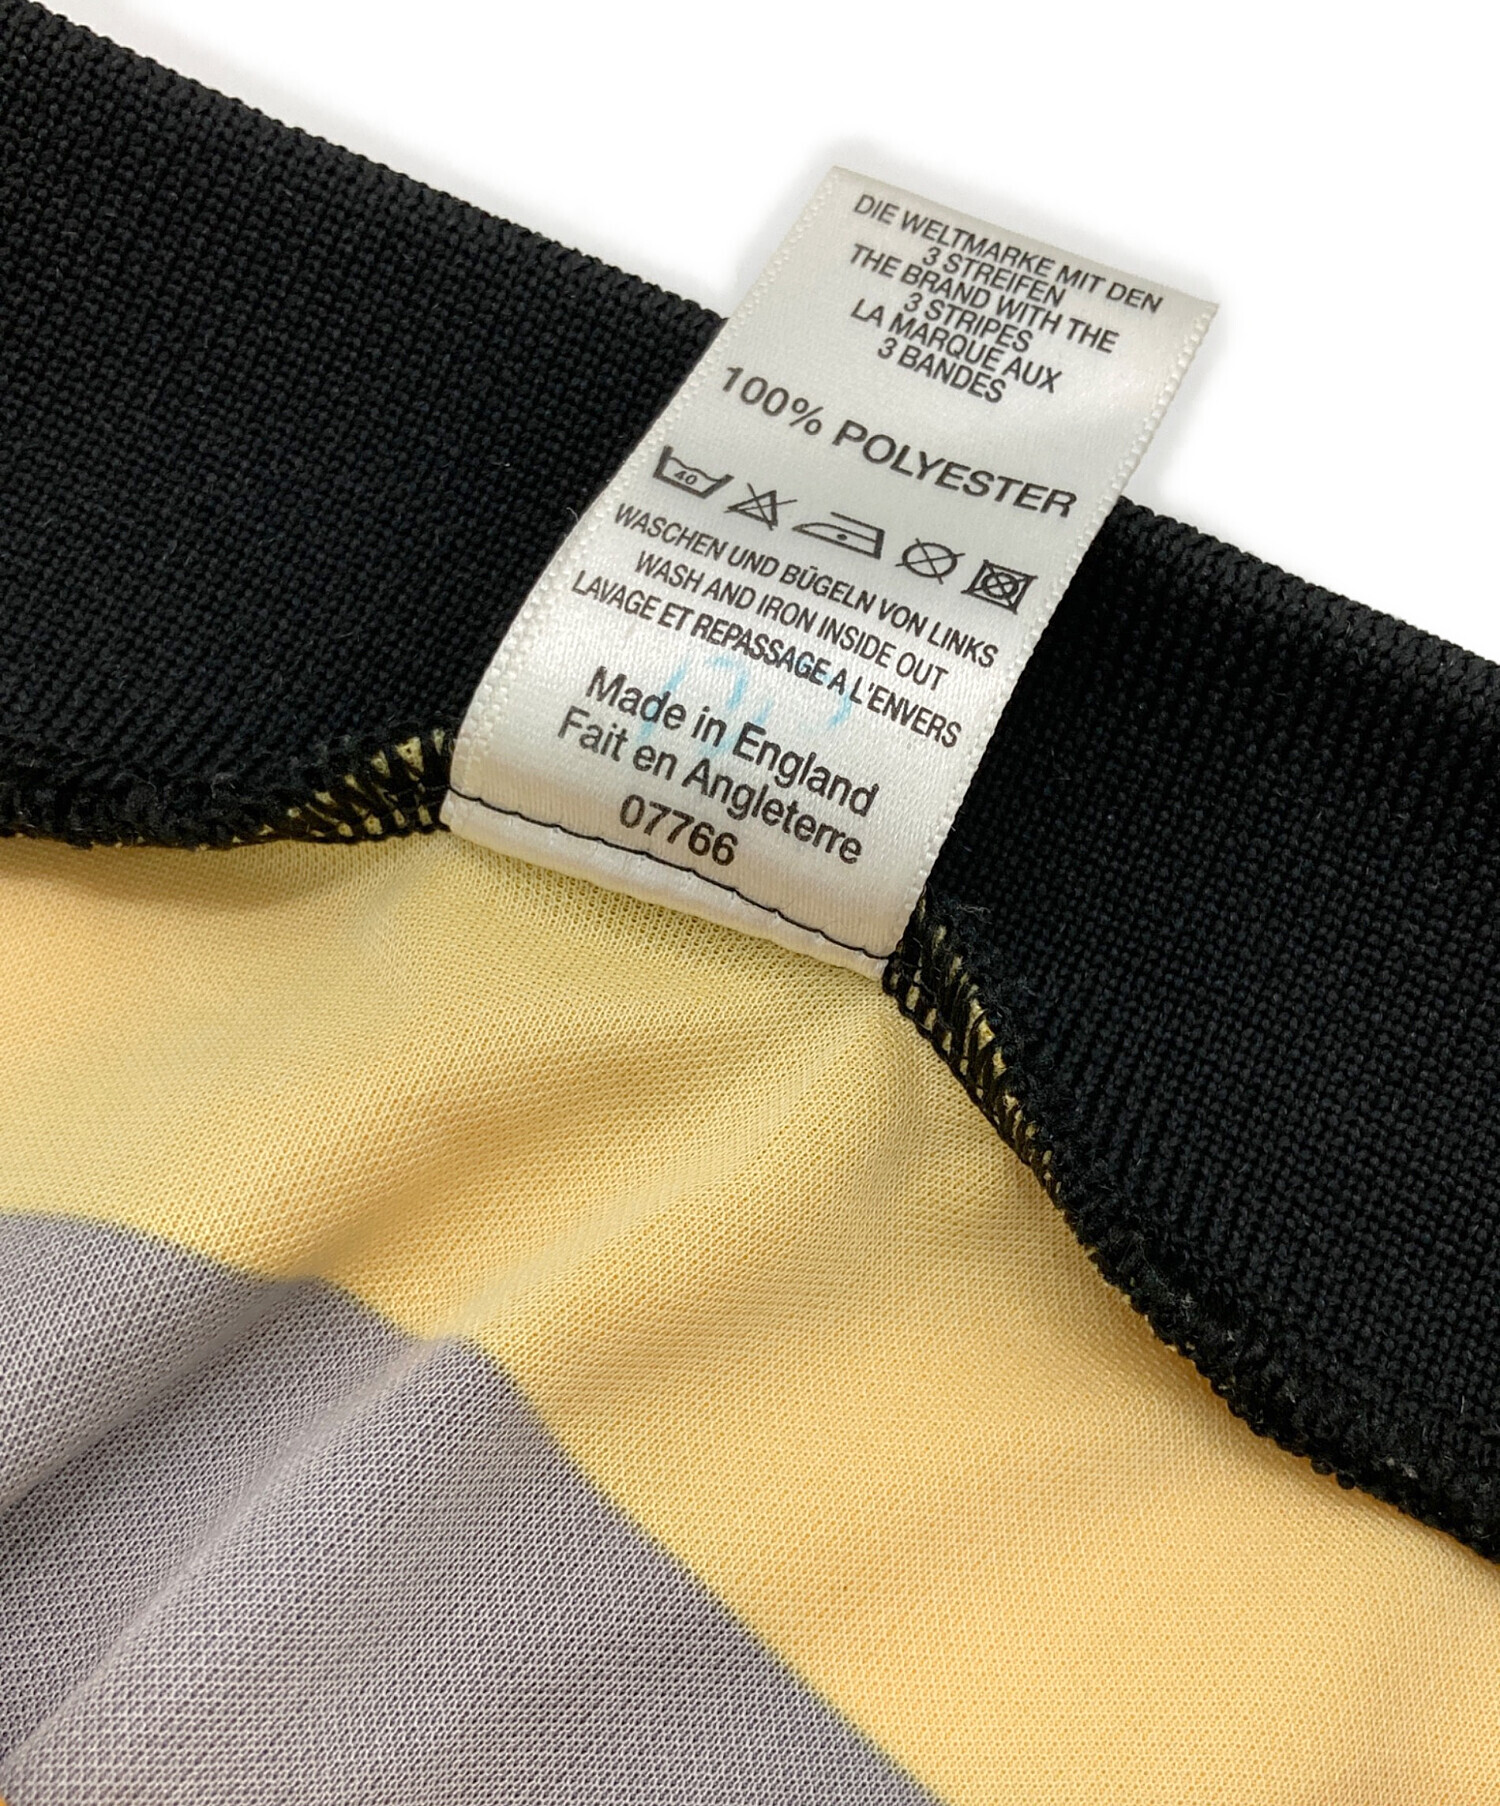 DIE WELTMARKE MIT DEN
3 STREIFEN
THE BRAND WITH THE
3 STRIPES
LA MARQUE AUX
3 BANDES
100% POLYESTER
40
WASCHEN UND BÜGELN VON LINKS
WASH AND IRON INSIDE OUT
LAVAGE ET REPASSAGE A L'ENVERS
Made in England
Fait en Angleterre
07766